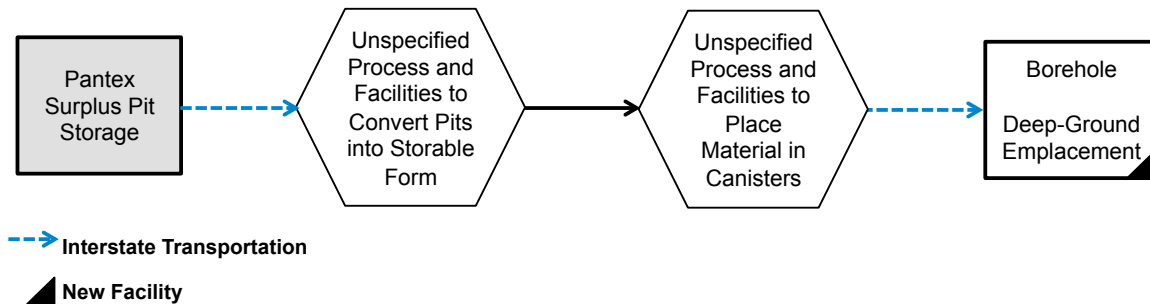 Pantex
Surplus Pit
Storage
Unspecified
Process and
Facilities to
Convert Pits
into Storable
Form
Unspecified
Process and
Facilities to
Place
Material in
Canisters
Borehole
Deep-Ground
Emplacement
Interstate Transportation
New Facility